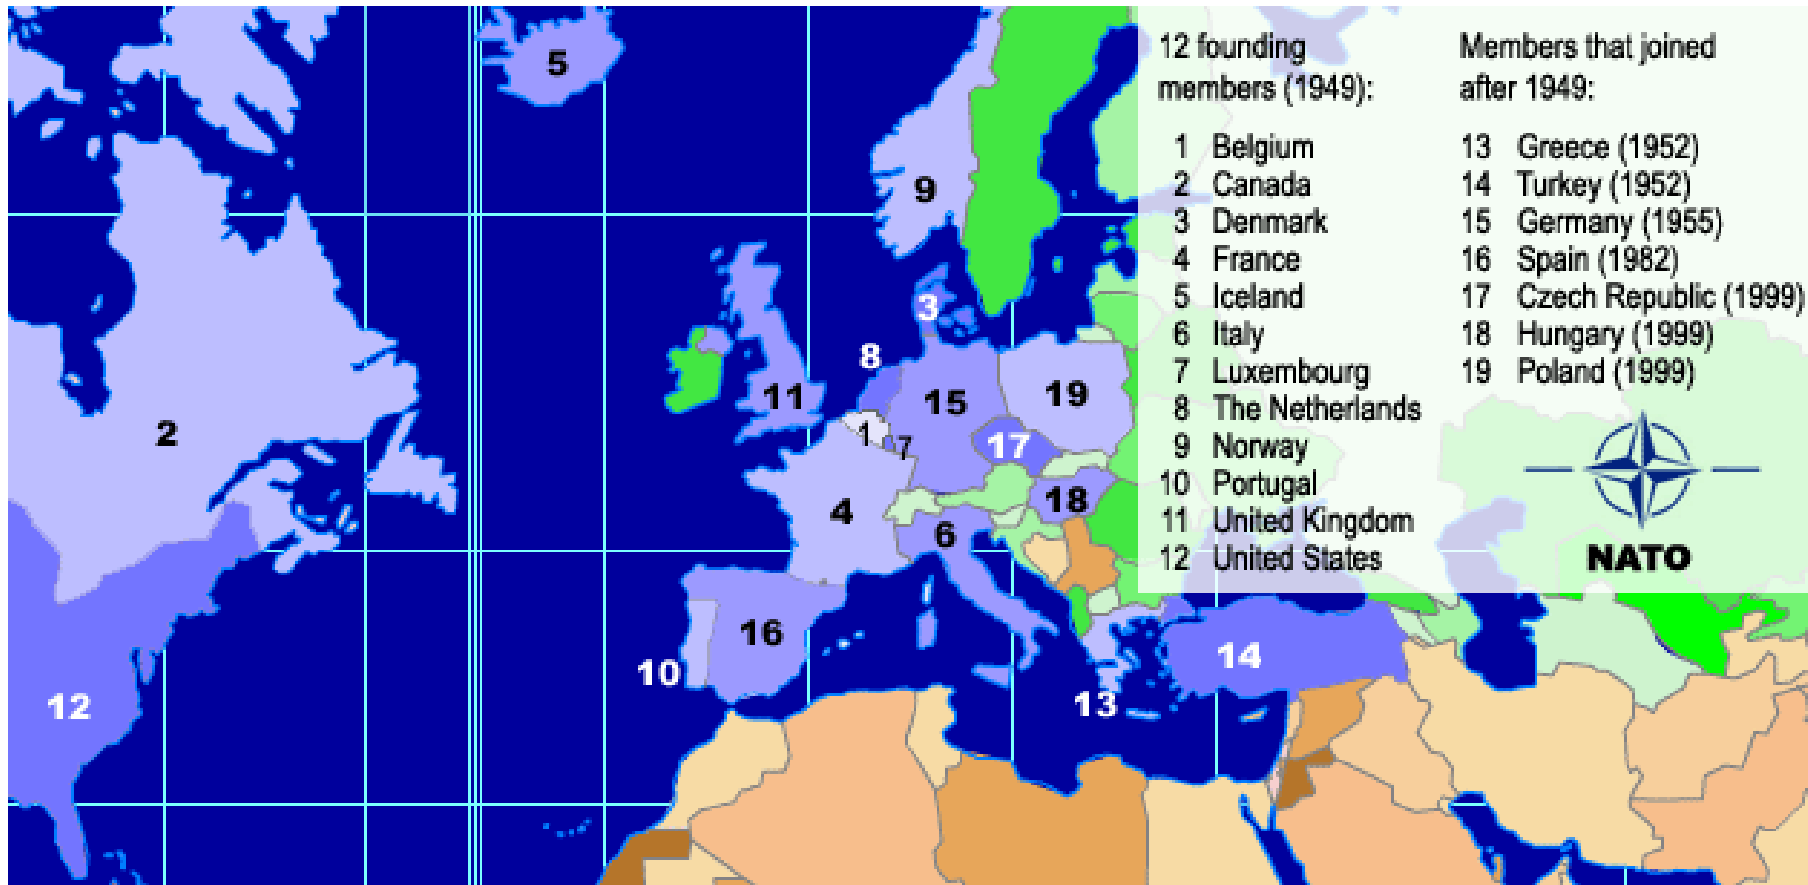 12 founding
members (1949):
1 Belgium
2 Canada
3 Denmark
4 France
5 Iceland
6 Italy
7 Luxembourg
8 The Netherlands
9 Norway
10 Portugal
11 United Kingdom
12 United States
Members that joined
after 1949:
13 Greece (1952)
14 Turkey (1952)
15 Germany (1955)
16 Spain (1982)
17 Czech Republic (1999)
18 Hungary (1999)
19 Poland (1999)
NATO
5
9
3
8
11
15
19
2
1
7
17
4
18
6
16
10
14
13
12